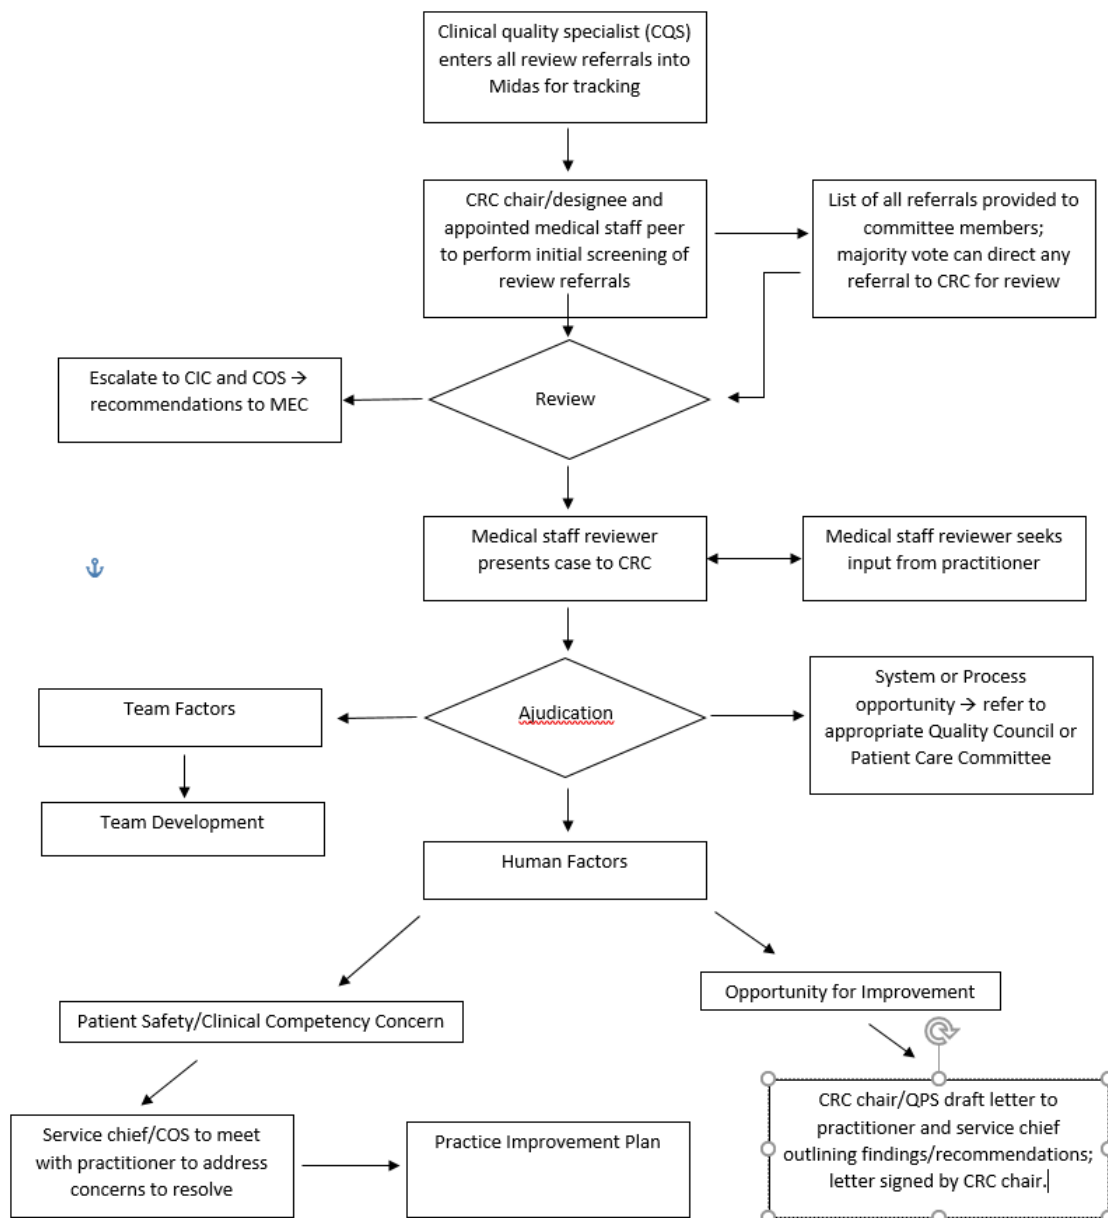 Clinical quality specialist (CQS)
enters all review referrals into
Midas for tracking
CRC chair/designee and
appointed medical staff peer
to perform initial screening of
review referrals
List of all referrals provided to
committee members;
majority vote can direct any
referral to CRC for review
Escalate to CIC and COS →
recommendations to MEC
Review
Medical staff reviewer
presents case to CRC
Medical staff reviewer seeks
input from practitioner
Team Factors
Ajudication
System or Process
opportunity → refer to
appropriate Quality Council or
Patient Care Committee
Team Development
Human Factors
Patient Safety/Clinical Competency Concern
Opportunity for Improvement
Service chief/COS to meet
with practitioner to address
concerns to resolve
Practice Improvement Plan
CRC chair/QPS draft letter to
practitioner and service chief
outlining findings/recommendations;
letter signed by CRC chair.